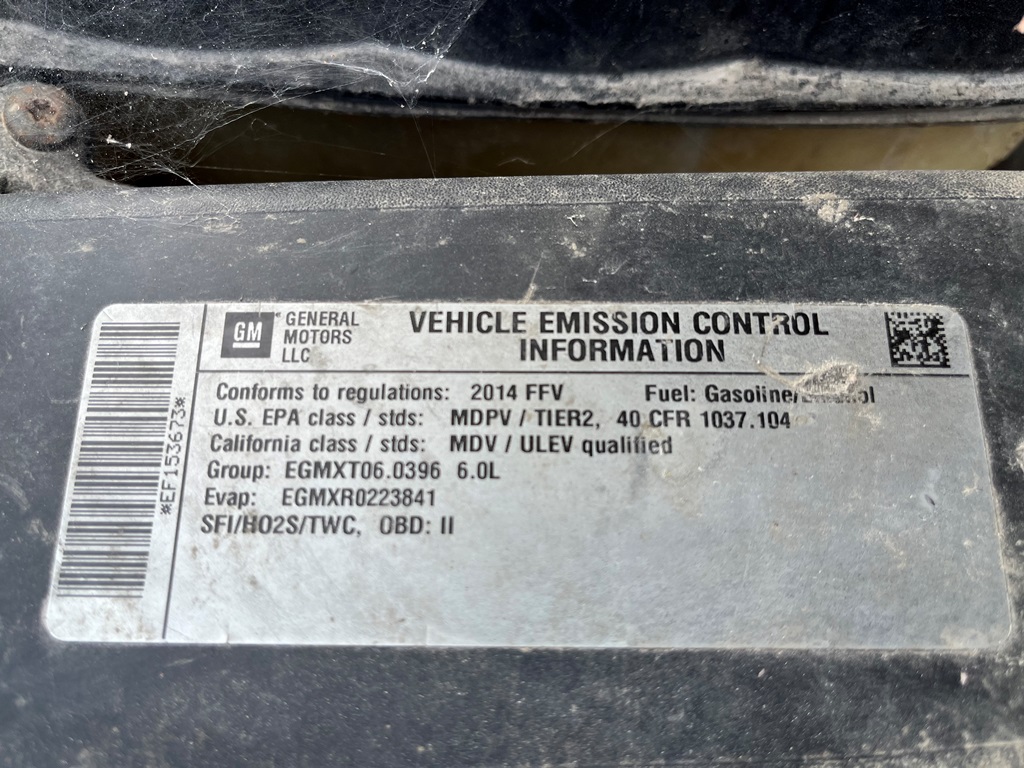 *EF153673*
GM
GENERAL
MOTORS
LLC
VEHICLE EMISSION CONTROL
INFORMATION
Conforms to regulations: 2014 FFV Fuel: Gasoline/
U.S. EPA class / stds: MDPV / TIER2, 40 CFR 1037.104
California class / stds: MDV / ULEV qualified
Group: EGMXT06.0396 6.0L
Evap: EGMXR0223841
SFI/HO2S/TWC, OBD: II